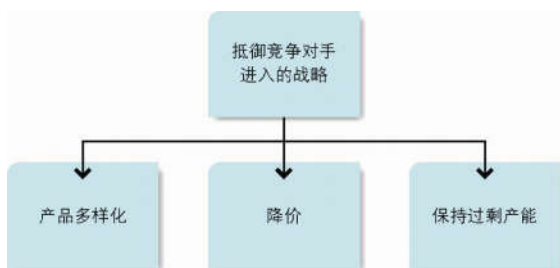 抵御竞争对手
进入的战略
产品多样化
降价
保持过剩产能